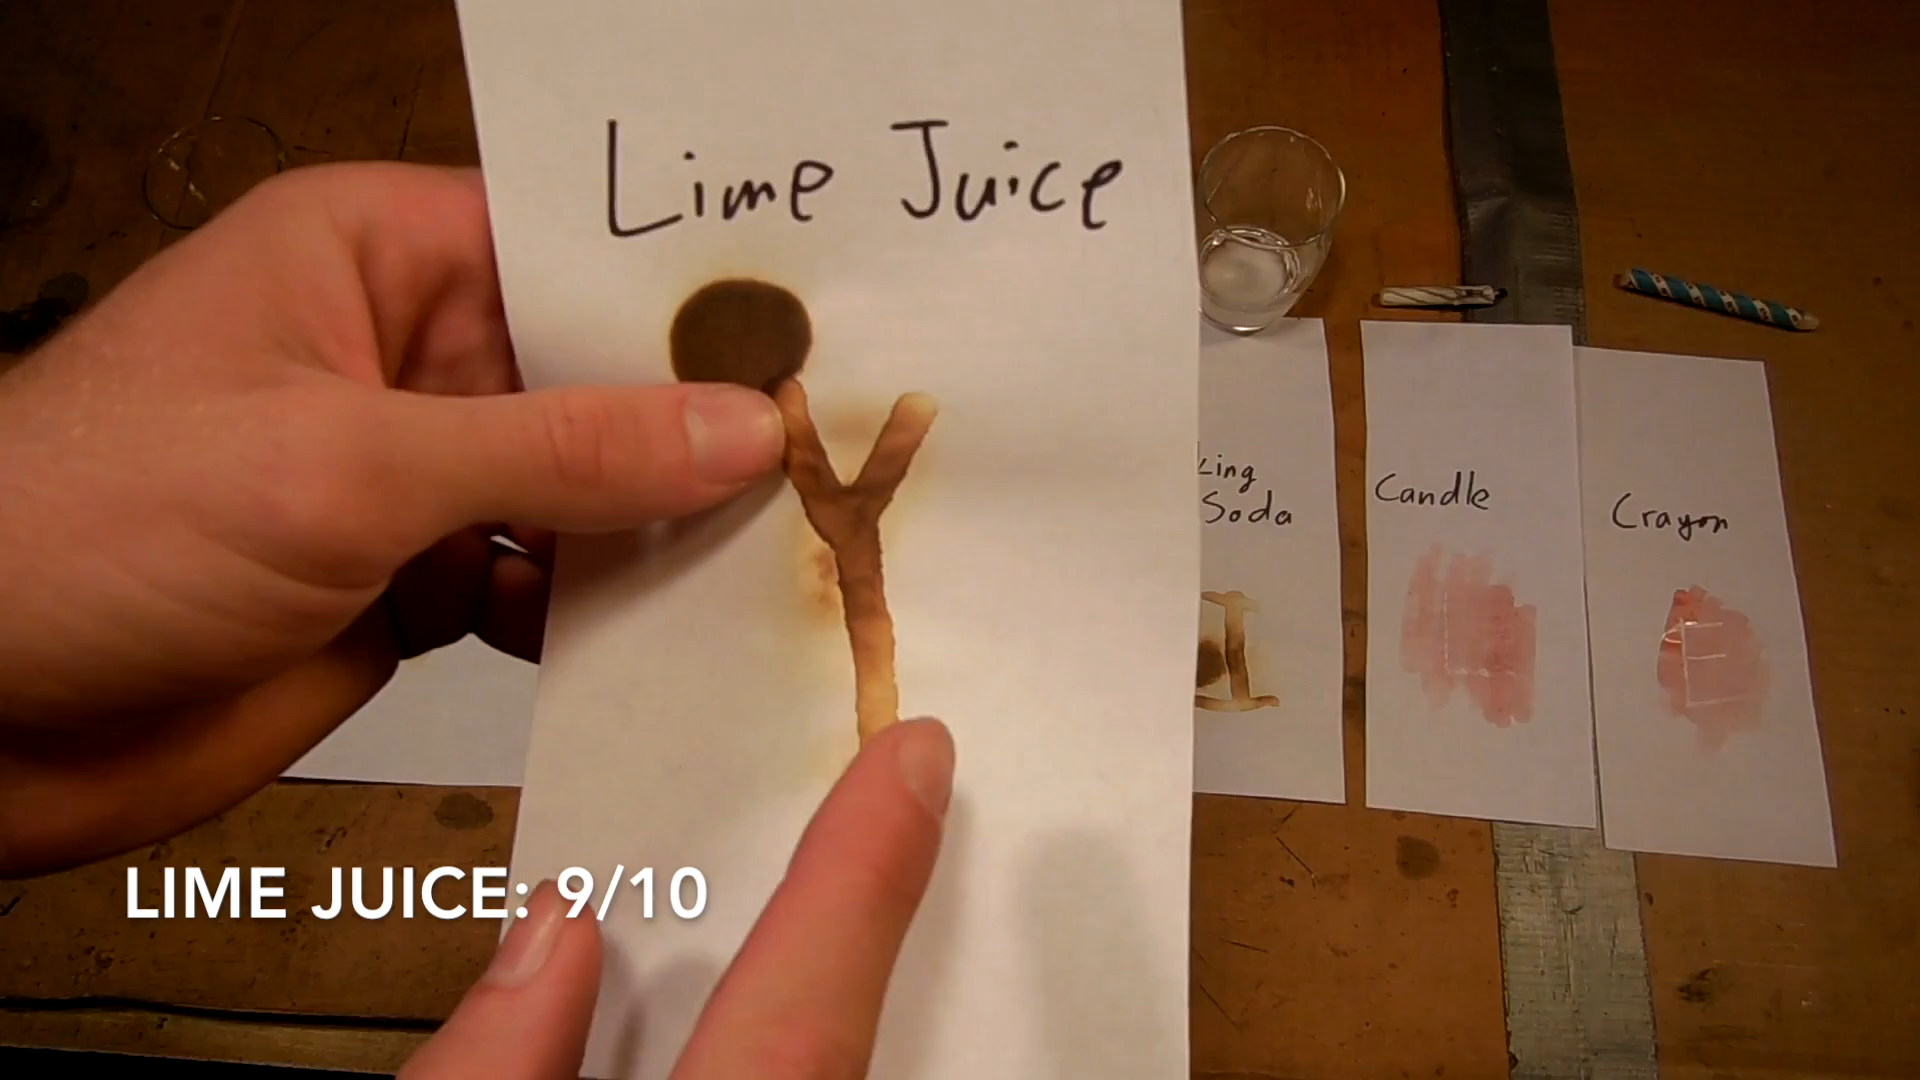 Lime Juice
Y
king
Soda
I
Candle
L
Crayon
E
LIME JUICE: 9/10